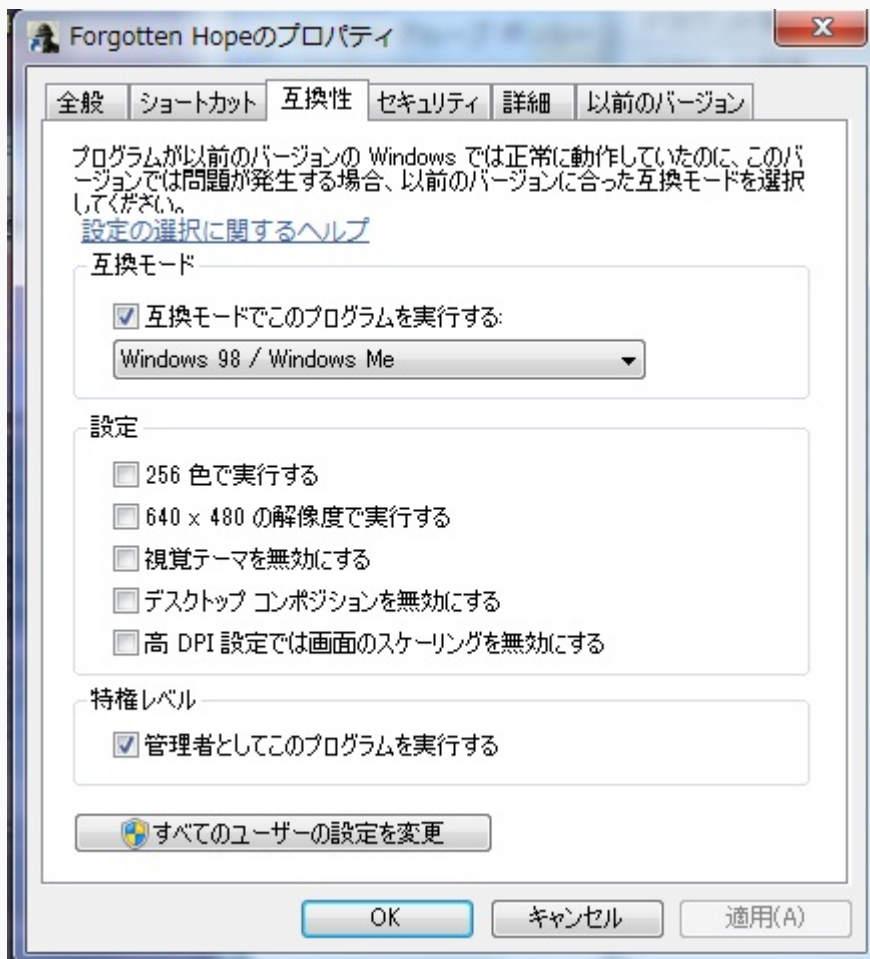 Forgotten Hopeのプロパティ
全般 ショートカット 互換性 セキュリティ 詳細 以前のバージョン
プログラムが以前のバージョンの Windows では正常に動作していたのに、このバ
ージョンでは問題が発生する場合、以前のバージョンに合った互換モードを選択
してください。
設定の選択に関するヘルプ
互換モード
互換モードでこのプログラムを実行する:
Windows 98 / Windows Me
設定
256 色で実行する
640 x 480 の解像度で実行する
視覚テーマを無効にする
デスクトップ コンポジションを無効にする
高 DPI 設定では画面のスケーリングを無効にする
特権レベル
管理者としてこのプログラムを実行する
すべてのユーザーの設定を変更
OK キャンセル 適用(A)